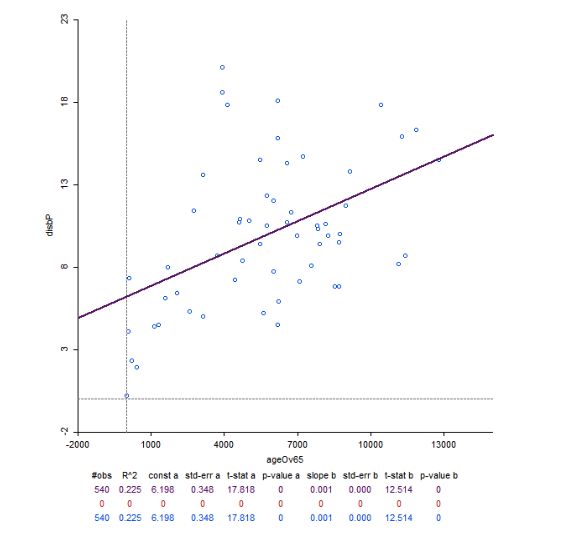 23
18
13
8
3
-2
disbP
-2000 1000 4000 7000 10000 13000
ageOv65
#obs R^2 const a std-err a t-stat a p-value a slope b std-err b t-stat b p-value b
540 0.225 6.198 0.348 17.818 0 0.001 0.000 12.514 0
0 0 0 0 0 0 0 0 0 0
540 0.225 6.198 0.348 17.818 0 0.001 0.000 12.514 0